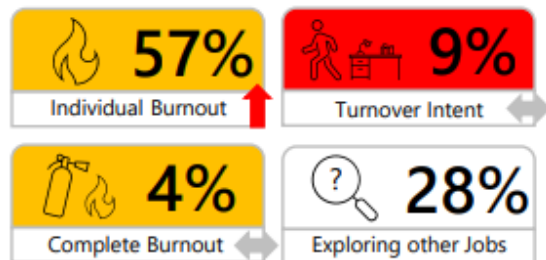 57%
Individual Burnout
9%
Turnover Intent
4%
Complete Burnout
?
28%
Exploring other Jobs